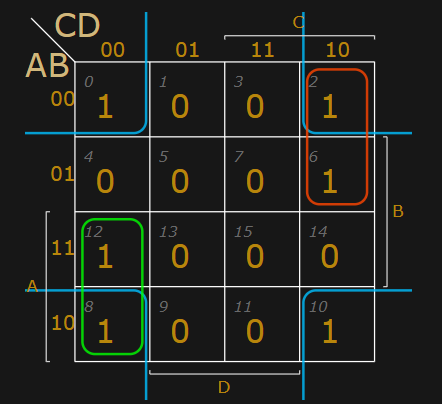 CD
C
00 01 11 10
AB
0 1 3 2
00 1 0 0 1
4 5 7 6
01 0 0 0 1
B
12 13 15 14
11 1 0 0 0
A
8 9 11 10
10 1 0 0 1
D